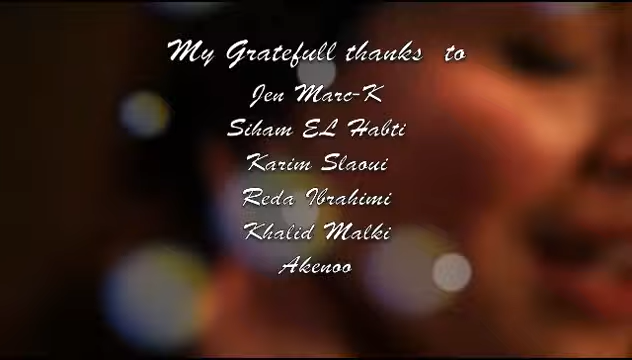 My Gratefull thanks to
Jen Marc-K
Siham EL Habti
Karim Slaoui
Reda Ibrahimi
Khalid Malki
Akenoo